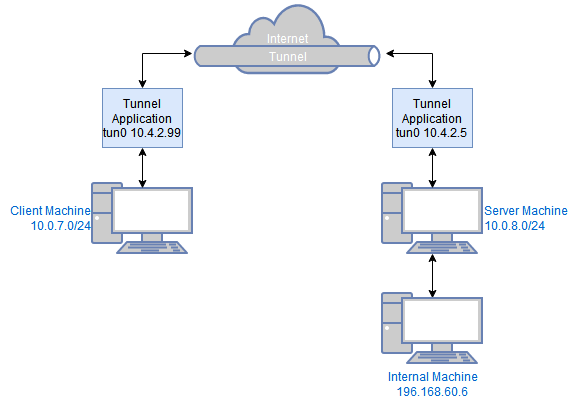 Internet
Tunnel
Tunnel
Application
tun0 10.4.2.99
Tunnel
Application
tun0 10.4.2.5
Client Machine
10.0.7.0/24
Server Machine
10.0.8.0/24
Internal Machine
196.168.60.6